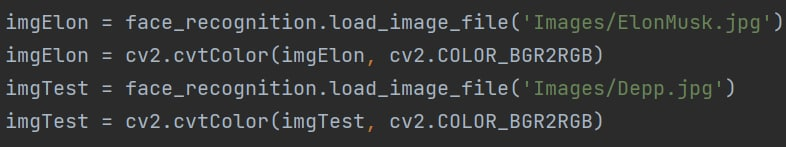 imgElon = face_recognition.load_image_file('Images/ElonMusk.jpg')
imgElon = cv2.cvtColor(imgElon, cv2.COLOR_BGR2RGB)
imgTest = face_recognition.load_image_file('Images/Depp.jpg')
imgTest = cv2.cvtColor(imgTest, cv2.COLOR_BGR2RGB)